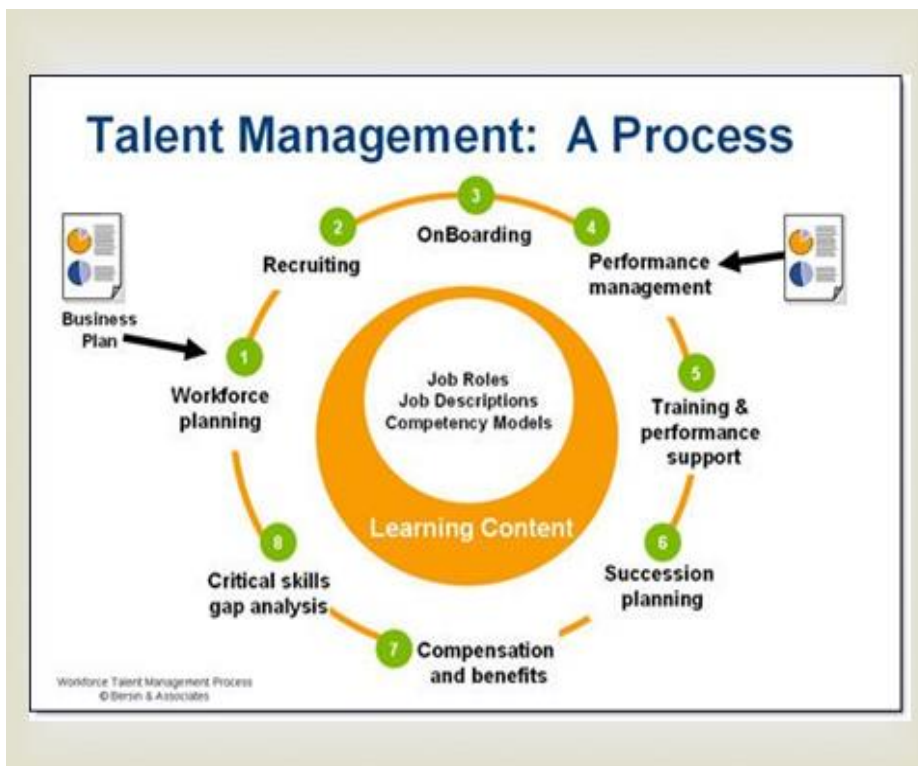 Talent Management: A Process
Business
Plan
1
Workforce
planning
2
Recruiting
3
OnBoarding
4
Performance
management
5
Training &
performance
support
6
Succession
planning
7
Compensation
and benefits
8
Critical skills
gap analysis
Job Roles
Job Descriptions
Competency Models
Learning Content
Workforce Talent Management Process
© Bersin & Associates